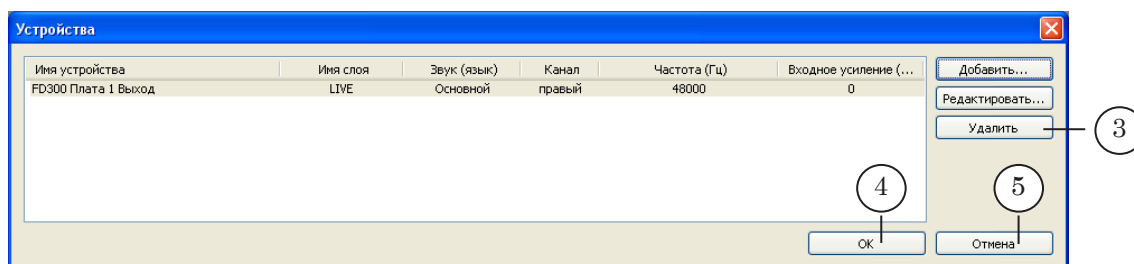 Устройства
Имя устройства Имя слоя Звук (язык) Канал Частота (Гц) Входное усиление (... Добавить...
FD300 Плата 1 Выход LIVE Основной правый 48000 0
Редактировать...
Удалить 3
4 5
ОК Отмена